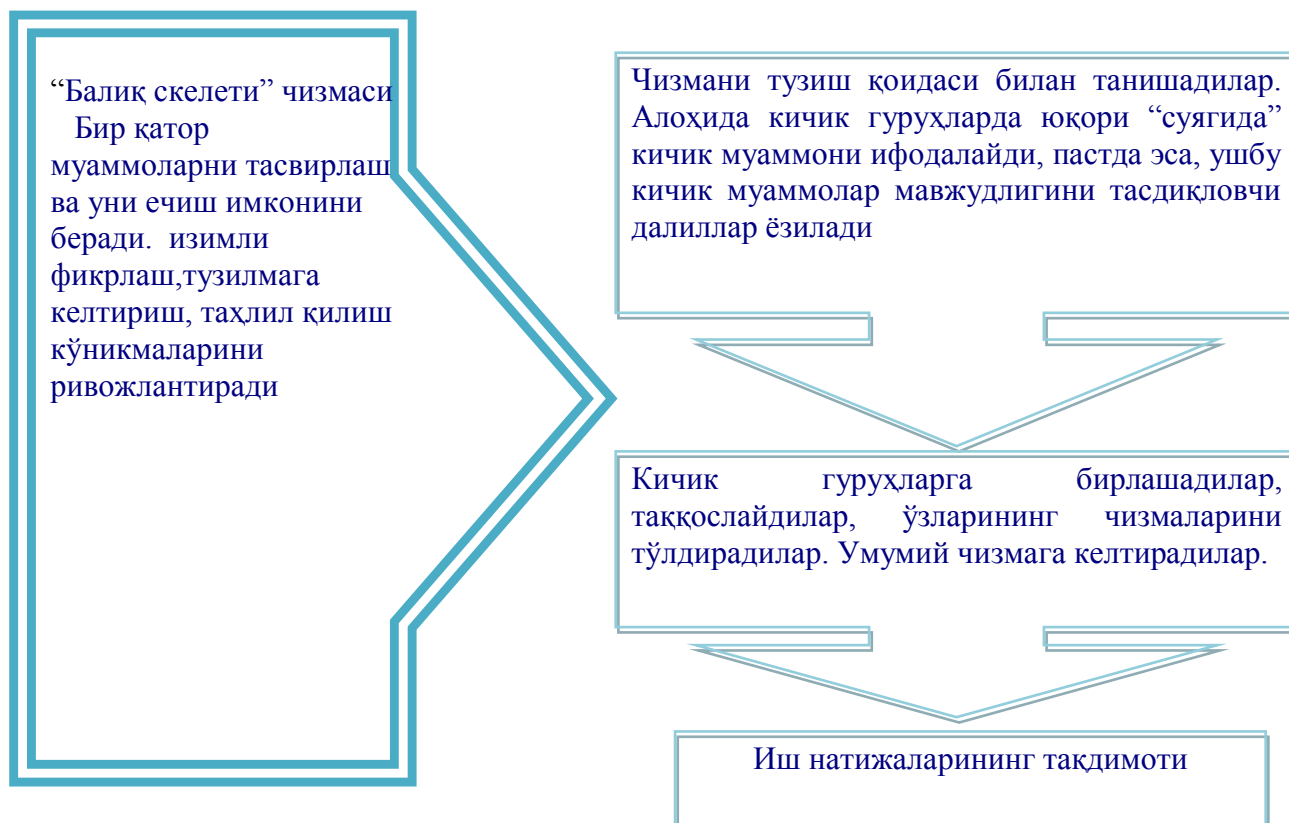 “Балиқ скелети” чизмаси
Бир қатор
муаммоларни тасвирлаш
ва уни ечиш имконини
беради. изимли
фикрлаш,тузилмага
келтириш, таҳлил қилиш
кўникмаларини
ривожлантиради
Чизмани тузиш қоидаси билан танишадилар.
Алоҳида кичик гуруҳларда юқори “суягида”
кичик муаммони ифодалайди, пастда эса, ушбу
кичик муаммолар мавжудлигини тасдиқловчи
далиллар ёзилади
Кичик гуруҳларга бирлашадилар,
таққослайдилар, ўзларининг чизмаларини
тўлдирадилар. Умумий чизмага келтирадилар.
Иш натижаларининг тақдимоти